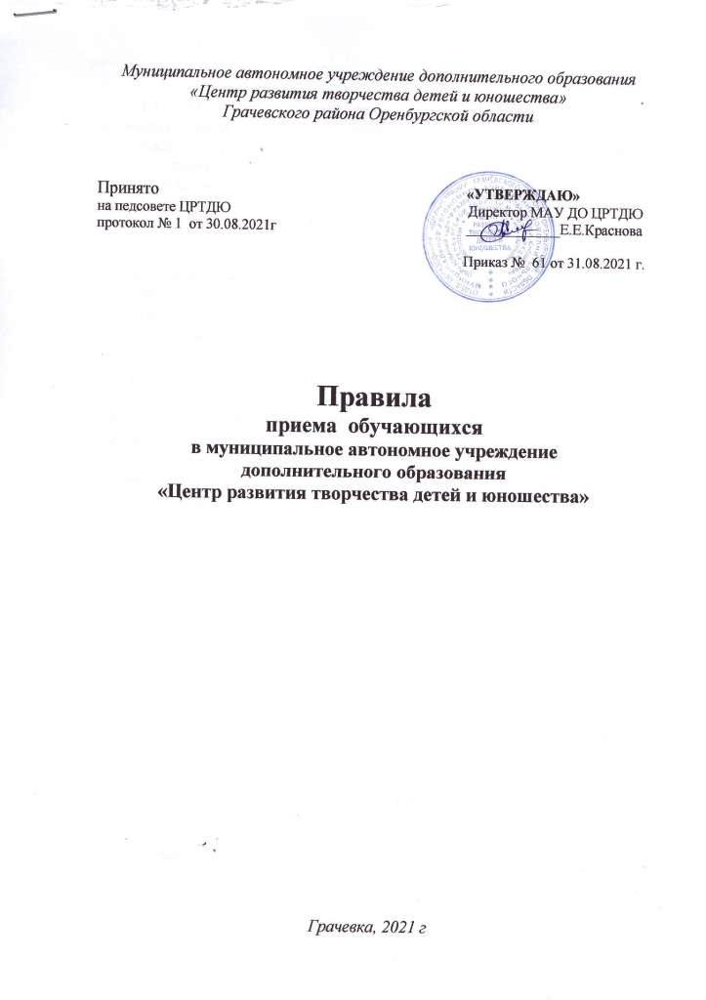 Муниципальное автономное учреждение дополнительного образования
«Центр развития творчества детей и юношества»
Грачевского района Оренбургской области
Принято
на педсовете ЦРТДЮ
протокол № 1 от 30.08.2021г
«УТВЕРЖДАЮ»
Директор МАУ ДО ЦРТДЮ
Е.Е.Краснова
Приказ № 61 от 31.08.2021 г.
Правила
приема обучающихся
в муниципальное автономное учреждение
дополнительного образования
«Центр развития творчества детей и юношества»
Грачевка, 2021 г